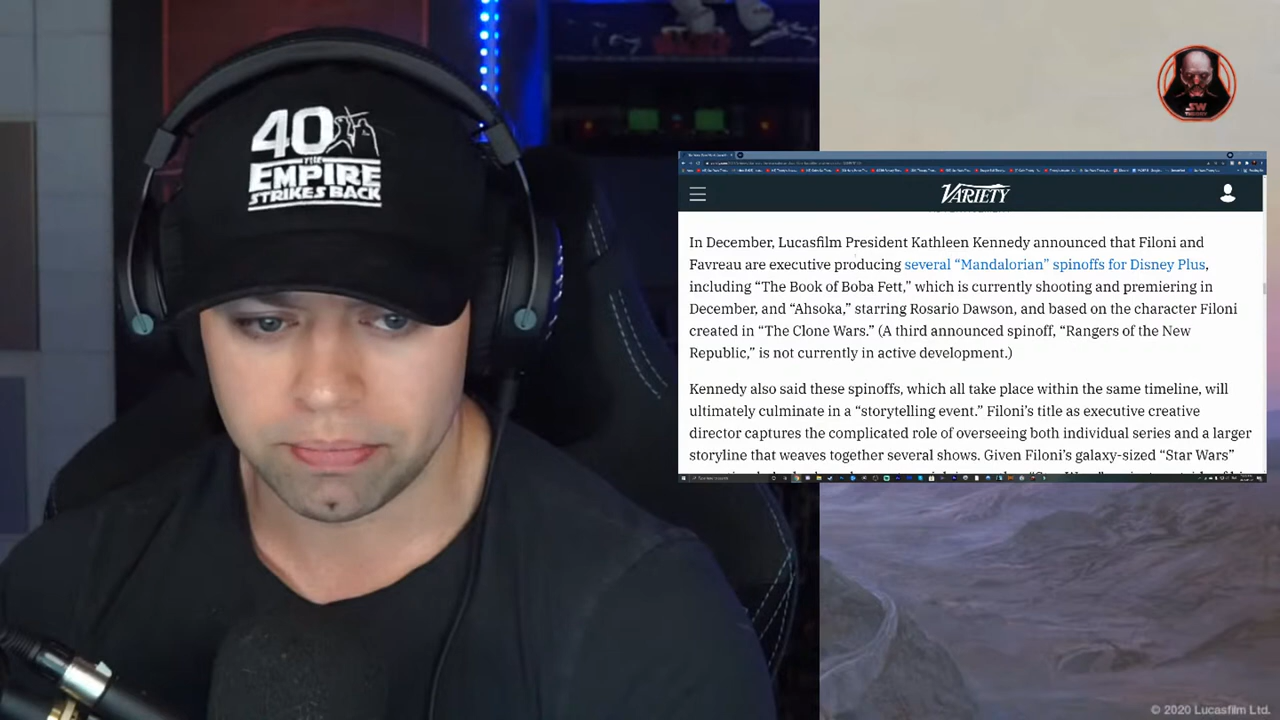 40
THE
EMPIRE
STRIKES BACK
SW
THEORY
VARIETY
In December, Lucasfilm President Kathleen Kennedy announced that Filoni and
Favreau are executive producing several “Mandalorian” spinoffs for Disney Plus,
including “The Book of Boba Fett,” which is currently shooting and premiering in
December, and “Ahsoka,” starring Rosario Dawson, and based on the character Filoni
created in “The Clone Wars.” (A third announced spinoff, “Rangers of the New
Republic,” is not currently in active development.)
Kennedy also said these spinoffs, which all take place within the same timeline, will
ultimately culminate in a “storytelling event.” Filoni’s title as executive creative
director captures the complicated role of overseeing both individual series and a larger
storyline that weaves together several shows. Given Filoni’s galaxy-sized “Star Wars”
© 2020 Lucasfilm Ltd.